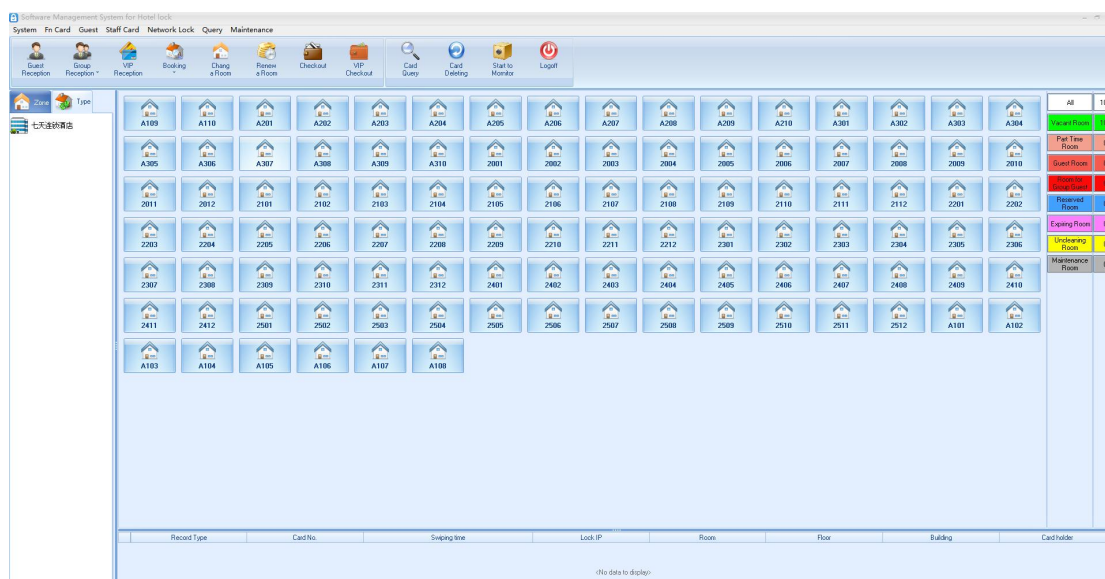 Software Management System for Hotel lock
System Fn Card Guest Staff Card Network Lock Query Maintenance
Guest Reception
Group Reception
VIP Reception
Booking
Chang a Room
Renew a Room
Checkout
VIP Checkout
Card Query
Card Deleting
Start to Monitor
Logoff
Zone Type
七天连锁酒店
A109 A110 A201 A202 A203 A204 A205 A206 A207 A208 A209 A210 A301 A302 A303 A304
A305 A306 A307 A308 A309 A310 2001 2002 2003 2004 2005 2006 2007 2008 2009 2010
2011 2012 2101 2102 2103 2104 2105 2106 2107 2108 2109 2110 2111 2112 2201 2202
2203 2204 2205 2206 2207 2208 2209 2210 2211 2212 2301 2302 2303 2304 2305 2306
2307 2308 2309 2310 2311 2312 2401 2402 2403 2404 2405 2406 2407 2408 2409 2410
2411 2412 2501 2502 2503 2504 2505 2506 2507 2508 2509 2510 2511 2512 A101 A102
A103 A104 A105 A106 A107 A108
All
Vacant Room
Part Time Room
Guest Room
Room for Group Guest
Reserved Room
Expiring Room
Uncleaning Room
Maintenance Room
Record Type Card No. Swiping time Lock IP Room Floor Building Card holder
<No data to display>